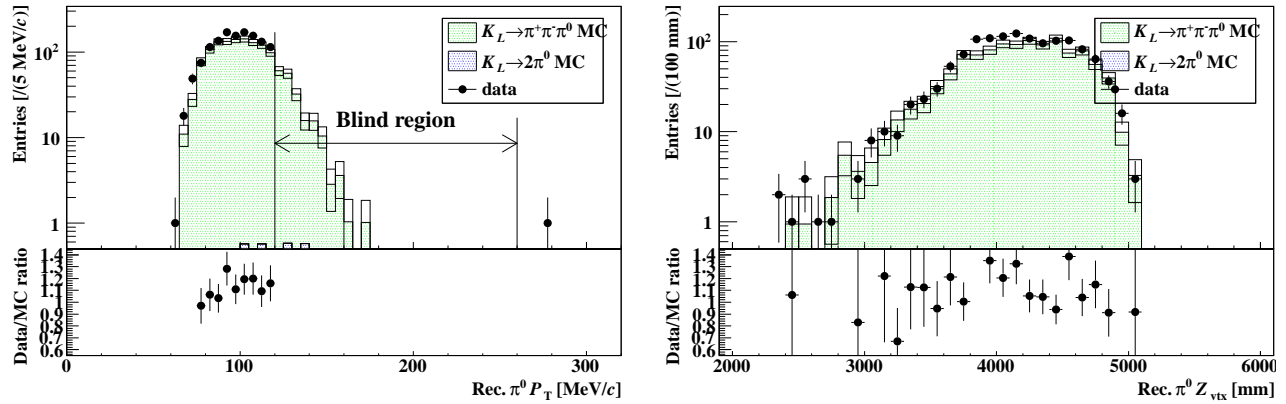 Entries [/(5 MeV/c)]
10²
10
1
K_L→π⁺π⁻π⁰ MC
K_L→2π⁰ MC
data
Blind region
Data/MC ratio
1.4
1.3
1.2
1.1
1
0.9
0.8
0.7
0.6
0 100 200 300
Rec. π⁰ P_T [MeV/c]
Entries [/(100 mm)]
10²
10
1
K_L→π⁺π⁻π⁰ MC
K_L→2π⁰ MC
data
Data/MC ratio
1.4
1.3
1.2
1.1
1
0.9
0.8
0.7
0.6
2000 3000 4000 5000 6000
Rec. π⁰ Z_vtx [mm]